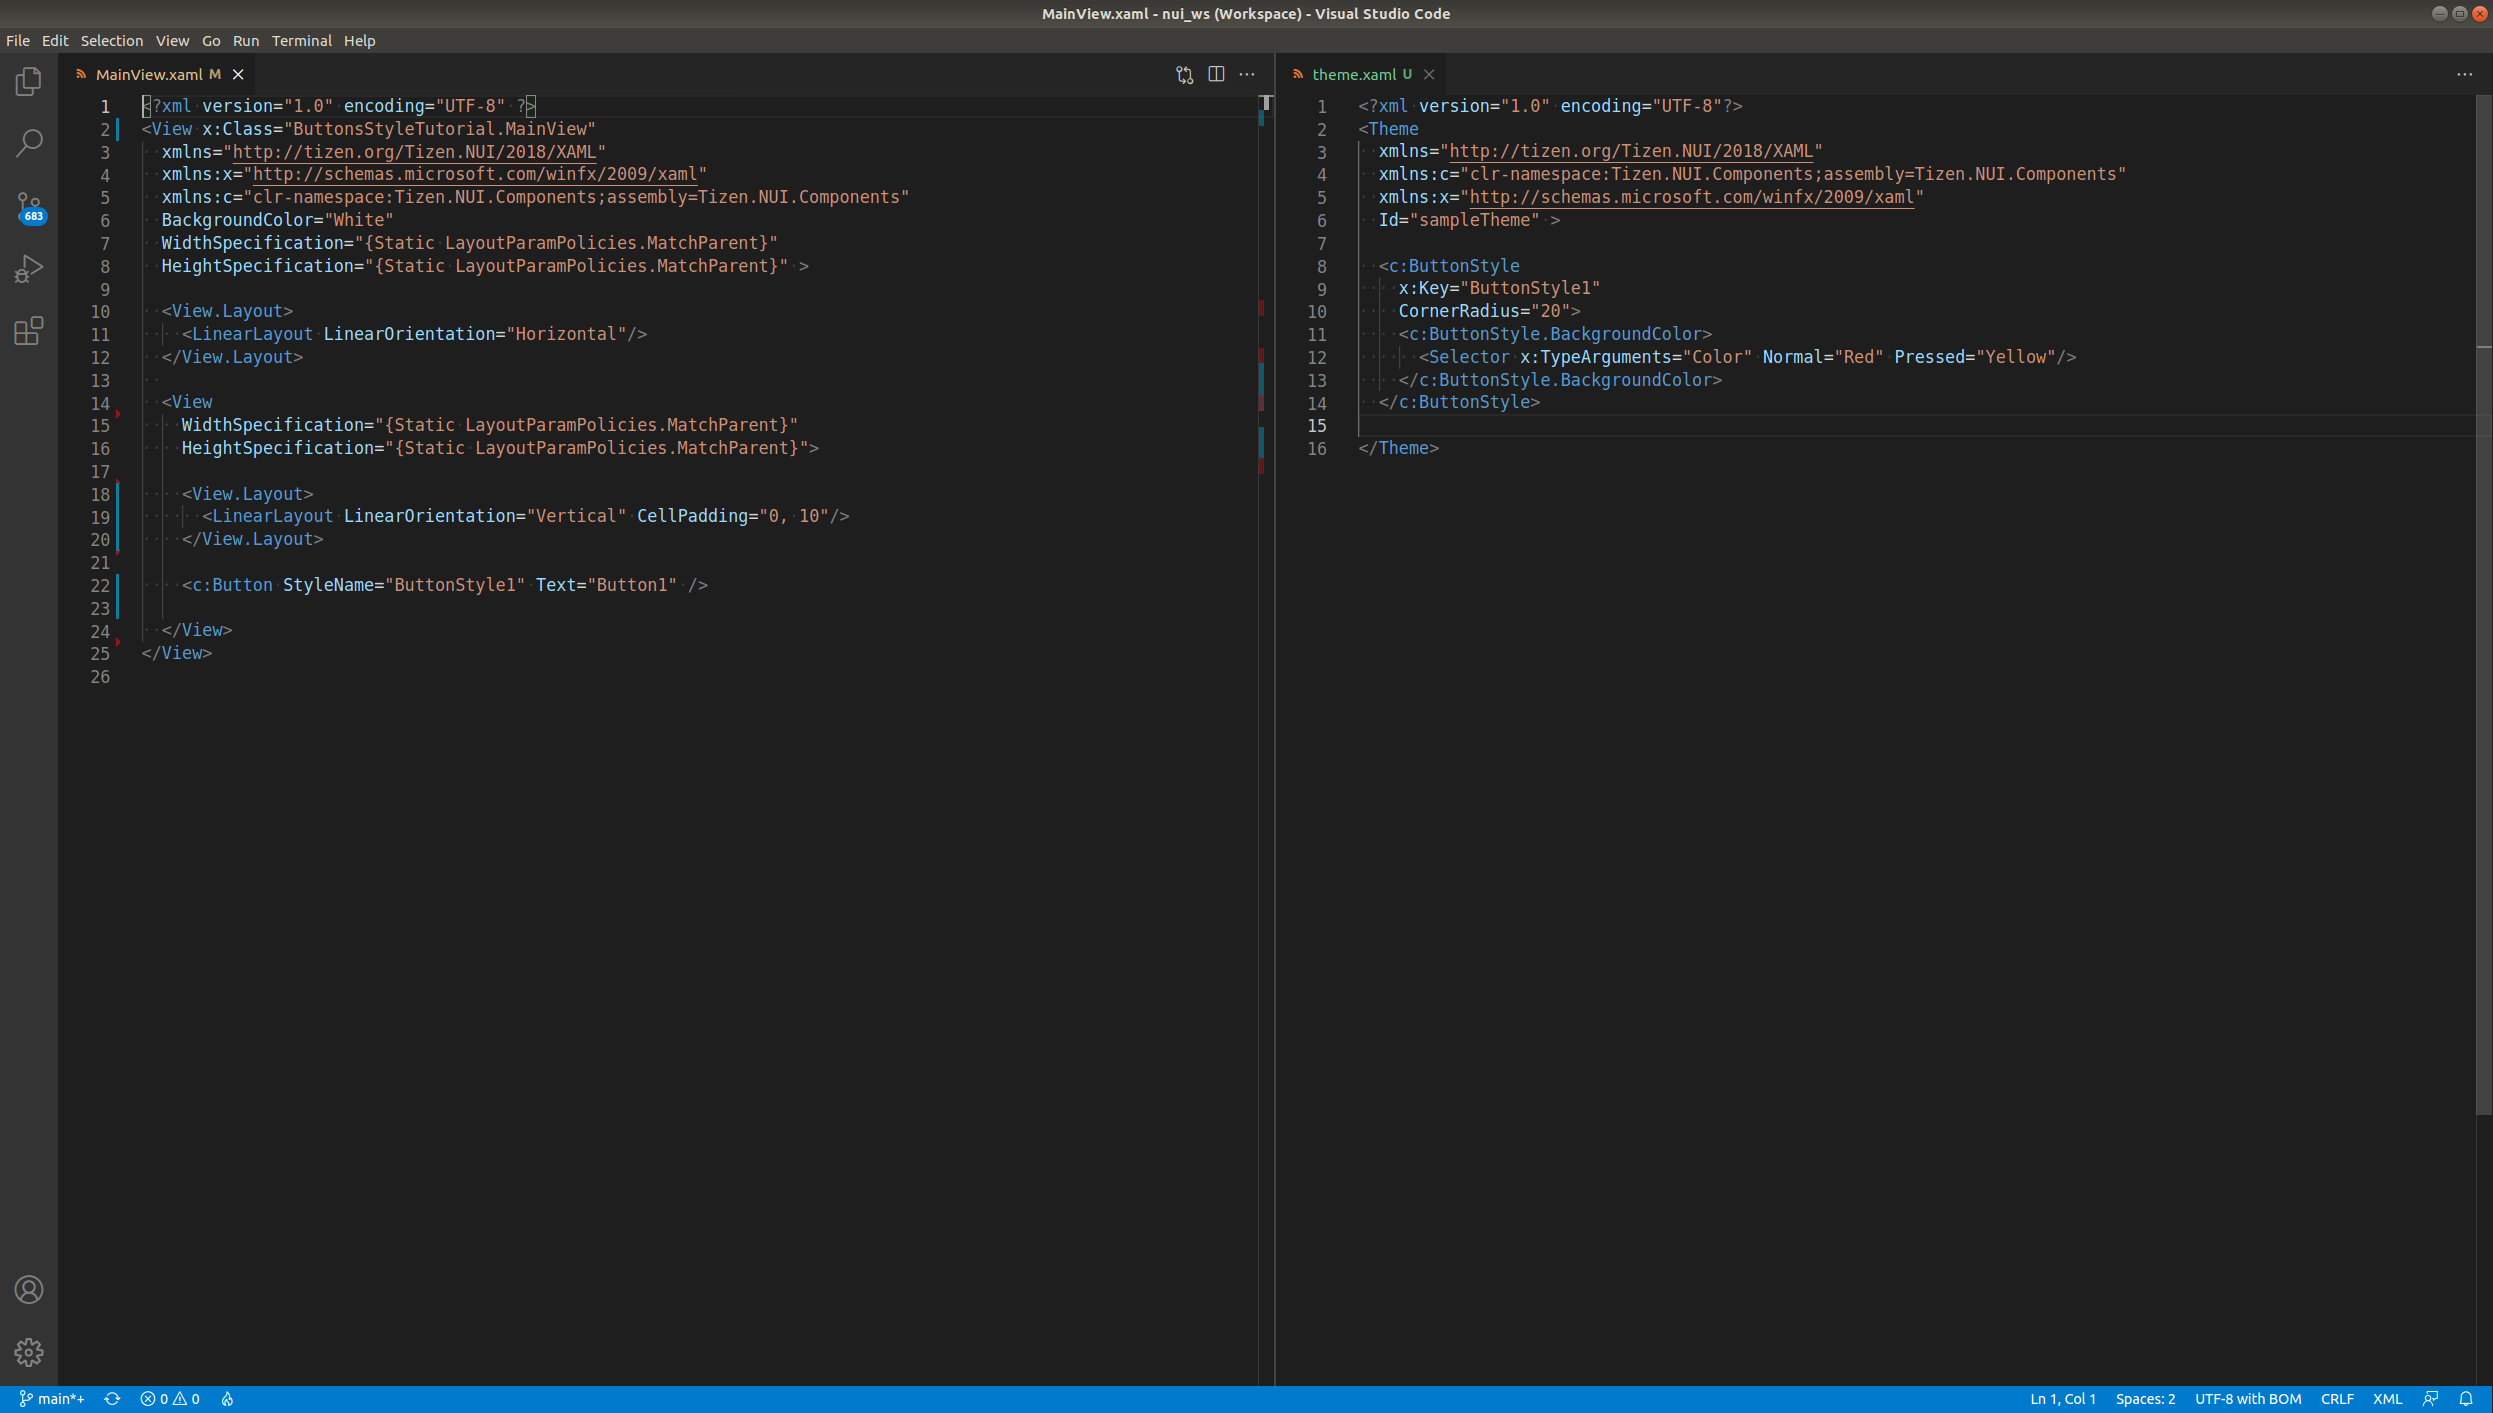 MainView.xaml - nui_ws (Workspace) - Visual Studio Code
File Edit Selection View Go Run Terminal Help
MainView.xaml M
683
1 <?xml version="1.0" encoding="UTF-8" ?>
2 <View x:Class="ButtonsStyleTutorial.MainView"
3   xmlns="http://tizen.org/Tizen.NUI/2018/XAML"
4   xmlns:x="http://schemas.microsoft.com/winfx/2009/xaml"
5   xmlns:c="clr-namespace:Tizen.NUI.Components;assembly=Tizen.NUI.Components"
6   BackgroundColor="White"
7   WidthSpecification="{Static LayoutParamPolicies.MatchParent}"
8   HeightSpecification="{Static LayoutParamPolicies.MatchParent}" >
9
10   <View.Layout>
11     <LinearLayout LinearOrientation="Horizontal"/>
12   </View.Layout>
13
14   <View
15     WidthSpecification="{Static LayoutParamPolicies.MatchParent}"
16     HeightSpecification="{Static LayoutParamPolicies.MatchParent}">
17
18     <View.Layout>
19       <LinearLayout LinearOrientation="Vertical" CellPadding="0, 10"/>
20     </View.Layout>
21
22     <c:Button StyleName="ButtonStyle1" Text="Button1" />
23
24   </View>
25 </View>
26
theme.xaml U
1 <?xml version="1.0" encoding="UTF-8"?>
2 <Theme
3   xmlns="http://tizen.org/Tizen.NUI/2018/XAML"
4   xmlns:c="clr-namespace:Tizen.NUI.Components;assembly=Tizen.NUI.Components"
5   xmlns:x="http://schemas.microsoft.com/winfx/2009/xaml"
6   Id="sampleTheme" >
7
8   <c:ButtonStyle
9     x:Key="ButtonStyle1"
10     CornerRadius="20">
11     <c:ButtonStyle.BackgroundColor>
12       <Selector x:TypeArguments="Color" Normal="Red" Pressed="Yellow"/>
13     </c:ButtonStyle.BackgroundColor>
14   </c:ButtonStyle>
15
16 </Theme>
main*+ 0 0 Ln 1, Col 1 Spaces: 2 UTF-8 with BOM CRLF XML